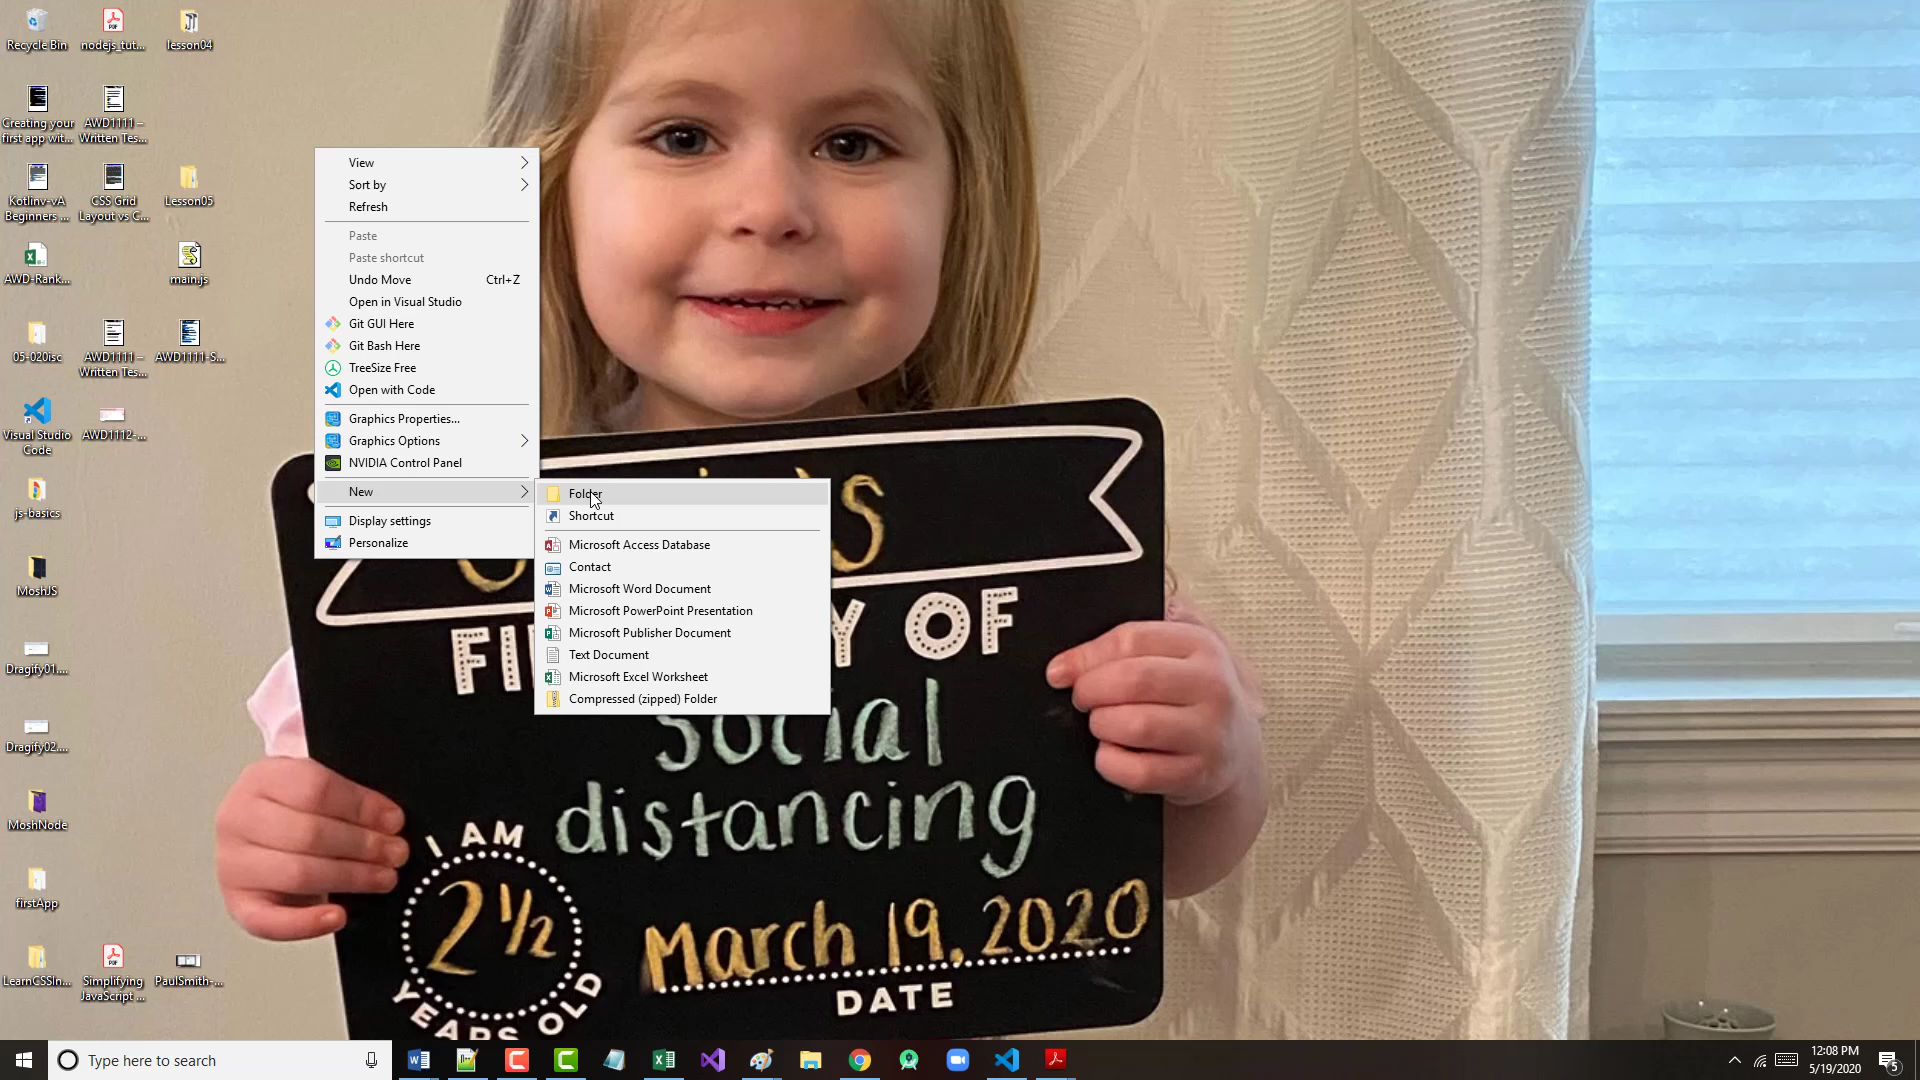 Recycle Bin
nodejs_tut...
lesson04
Creating your
first app wit...
AWD1111 –
Written Tes...
Kotlinv-vA
Beginners ...
CSS Grid
Layout vs C...
Lesson05
AWD-Rank...
main.js
05-020isc
AWD1111 –
Written Tes...
AWD1111-S...
Visual Studio
Code
AWD1112-...
js-basics
MoshJS
Dragify01....
Dragify02....
MoshNode
firstApp
LearnCSSIn...
Simplifying
JavaScript ...
PaulSmith-...
View
Sort by
Refresh
Paste
Paste shortcut
Undo Move Ctrl+Z
Open in Visual Studio
Git GUI Here
Git Bash Here
TreeSize Free
Open with Code
Graphics Properties...
Graphics Options
NVIDIA Control Panel
New
Display settings
Personalize
Folder
Shortcut
Microsoft Access Database
Contact
Microsoft Word Document
Microsoft PowerPoint Presentation
Microsoft Publisher Document
Text Document
Microsoft Excel Worksheet
Compressed (zipped) Folder
OF
social
distancing
I AM
2 1/2
YEARS OLD
March 19, 2020
DATE
Type here to search
12:08 PM
5/19/2020
5